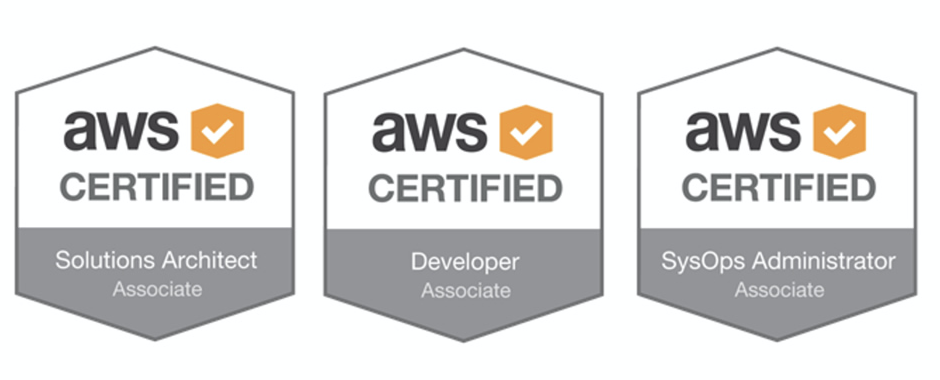 aws
CERTIFIED
Solutions Architect
Associate
aws
CERTIFIED
Developer
Associate
aws
CERTIFIED
SysOps Administrator
Associate